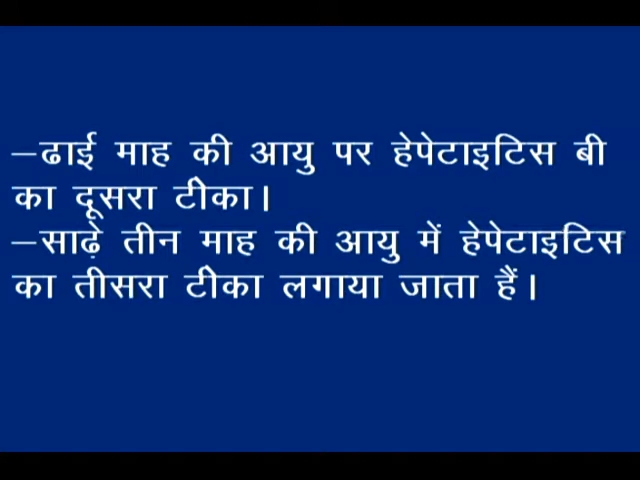 –ढाई माह की आयु पर हेपेटाइटिस बी
का दूसरा टीका।
–साढ़े तीन माह की आयु में हेपेटाइटिस
का तीसरा टीका लगाया जाता हैं।